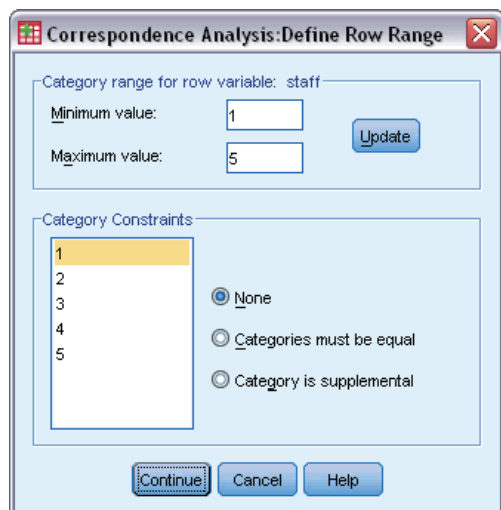 Correspondence Analysis:Define Row Range
Category range for row variable: staff
Minimum value:
1
Maximum value:
5
Update
Category Constraints
1
2
3
4
5
None
Categories must be equal
Category is supplemental
Continue
Cancel
Help